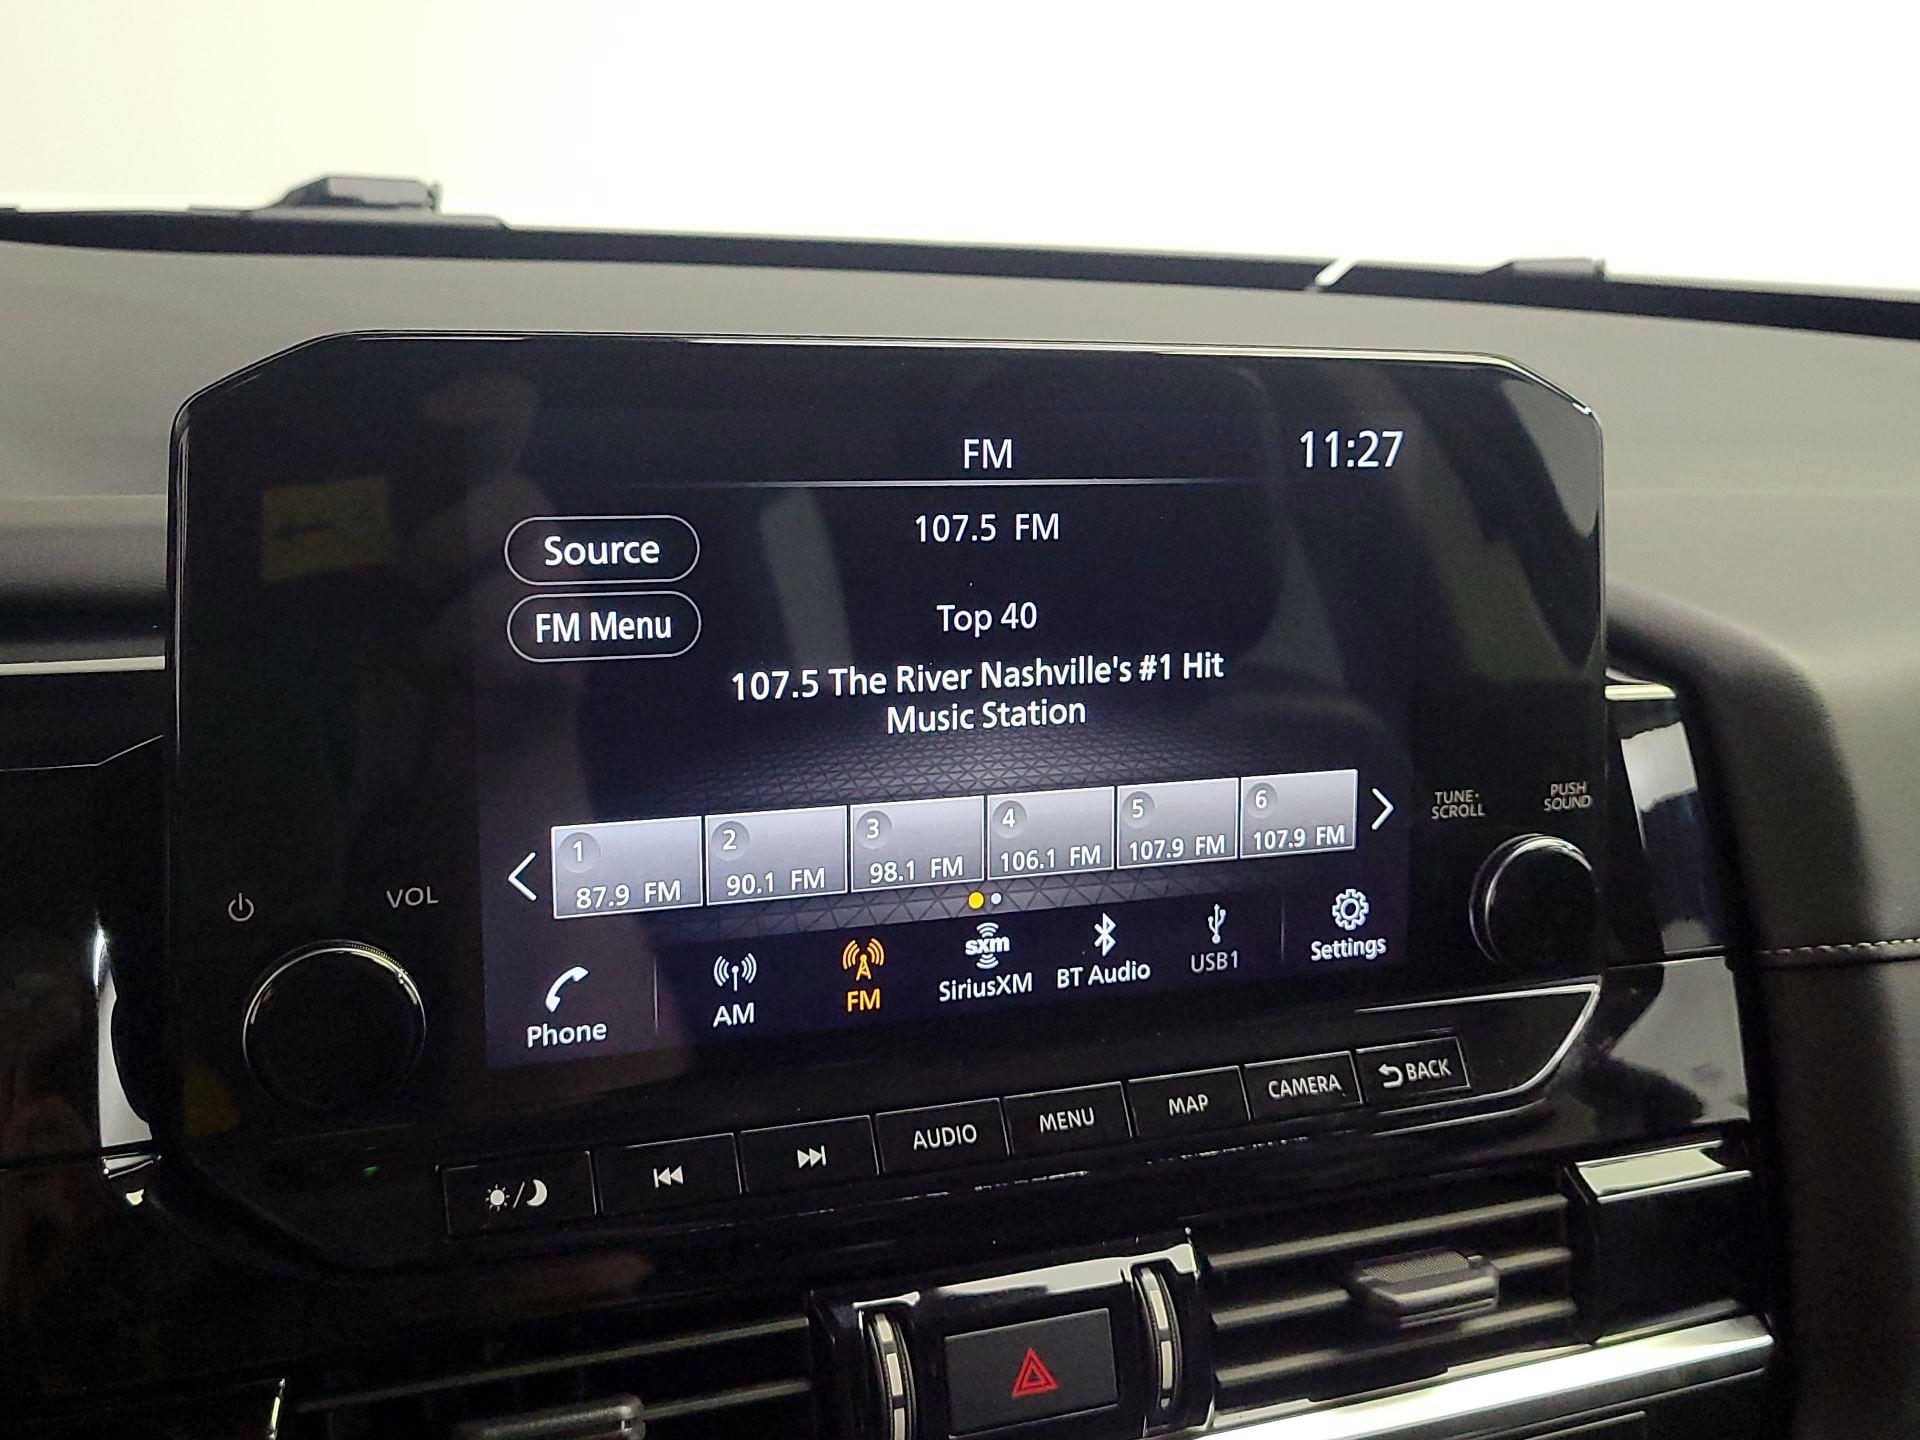 FM
11:27
Source
107.5 FM
FM Menu
Top 40
107.5 The River Nashville's #1 Hit
Music Station
1
87.9 FM
2
90.1 FM
3
98.1 FM
4
106.1 FM
5
107.9 FM
6
107.9 FM
TUNE·
SCROLL
PUSH
SOUND
VOL
Phone
AM
FM
sxm
SiriusXM
BT Audio
USB1
Settings
AUDIO
MENU
MAP
CAMERA
BACK